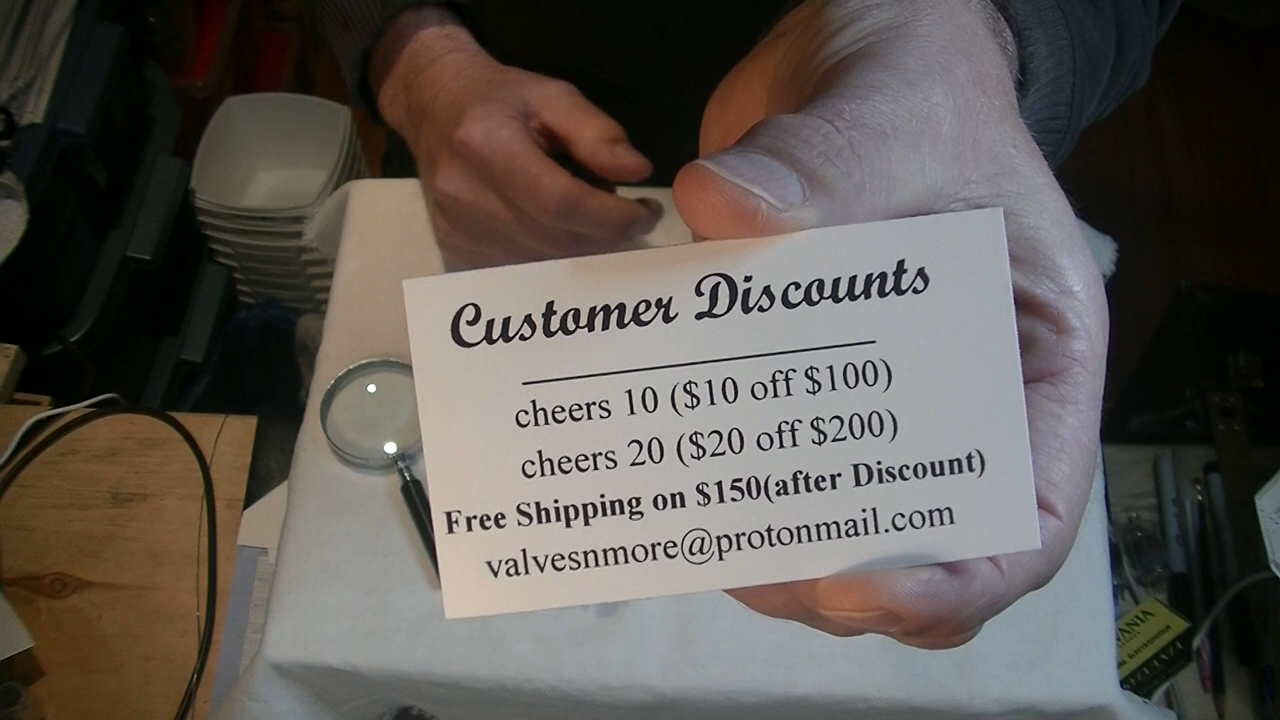 Customer Discounts
cheers 10 ($10 off $100)
cheers 20 ($20 off $200)
Free Shipping on $150(after Discount)
valvesnmore@protonmail.com
VANIA